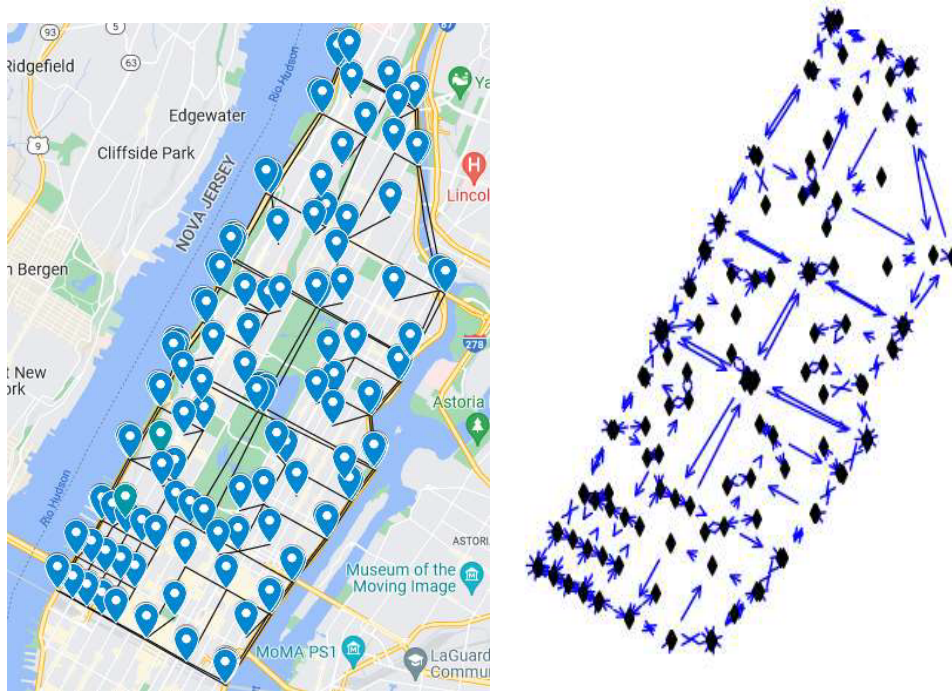 93
5
Ridgefield
63
Rio Hudson
Edgewater
9
Cliffside Park
Lincol
NOVA JERSEY
n Bergen
278
t New
ork
Astoria
Rio Hudson
ASTORI
Museum of the
Moving Image
MoMA PS1
LaGuard
Commu